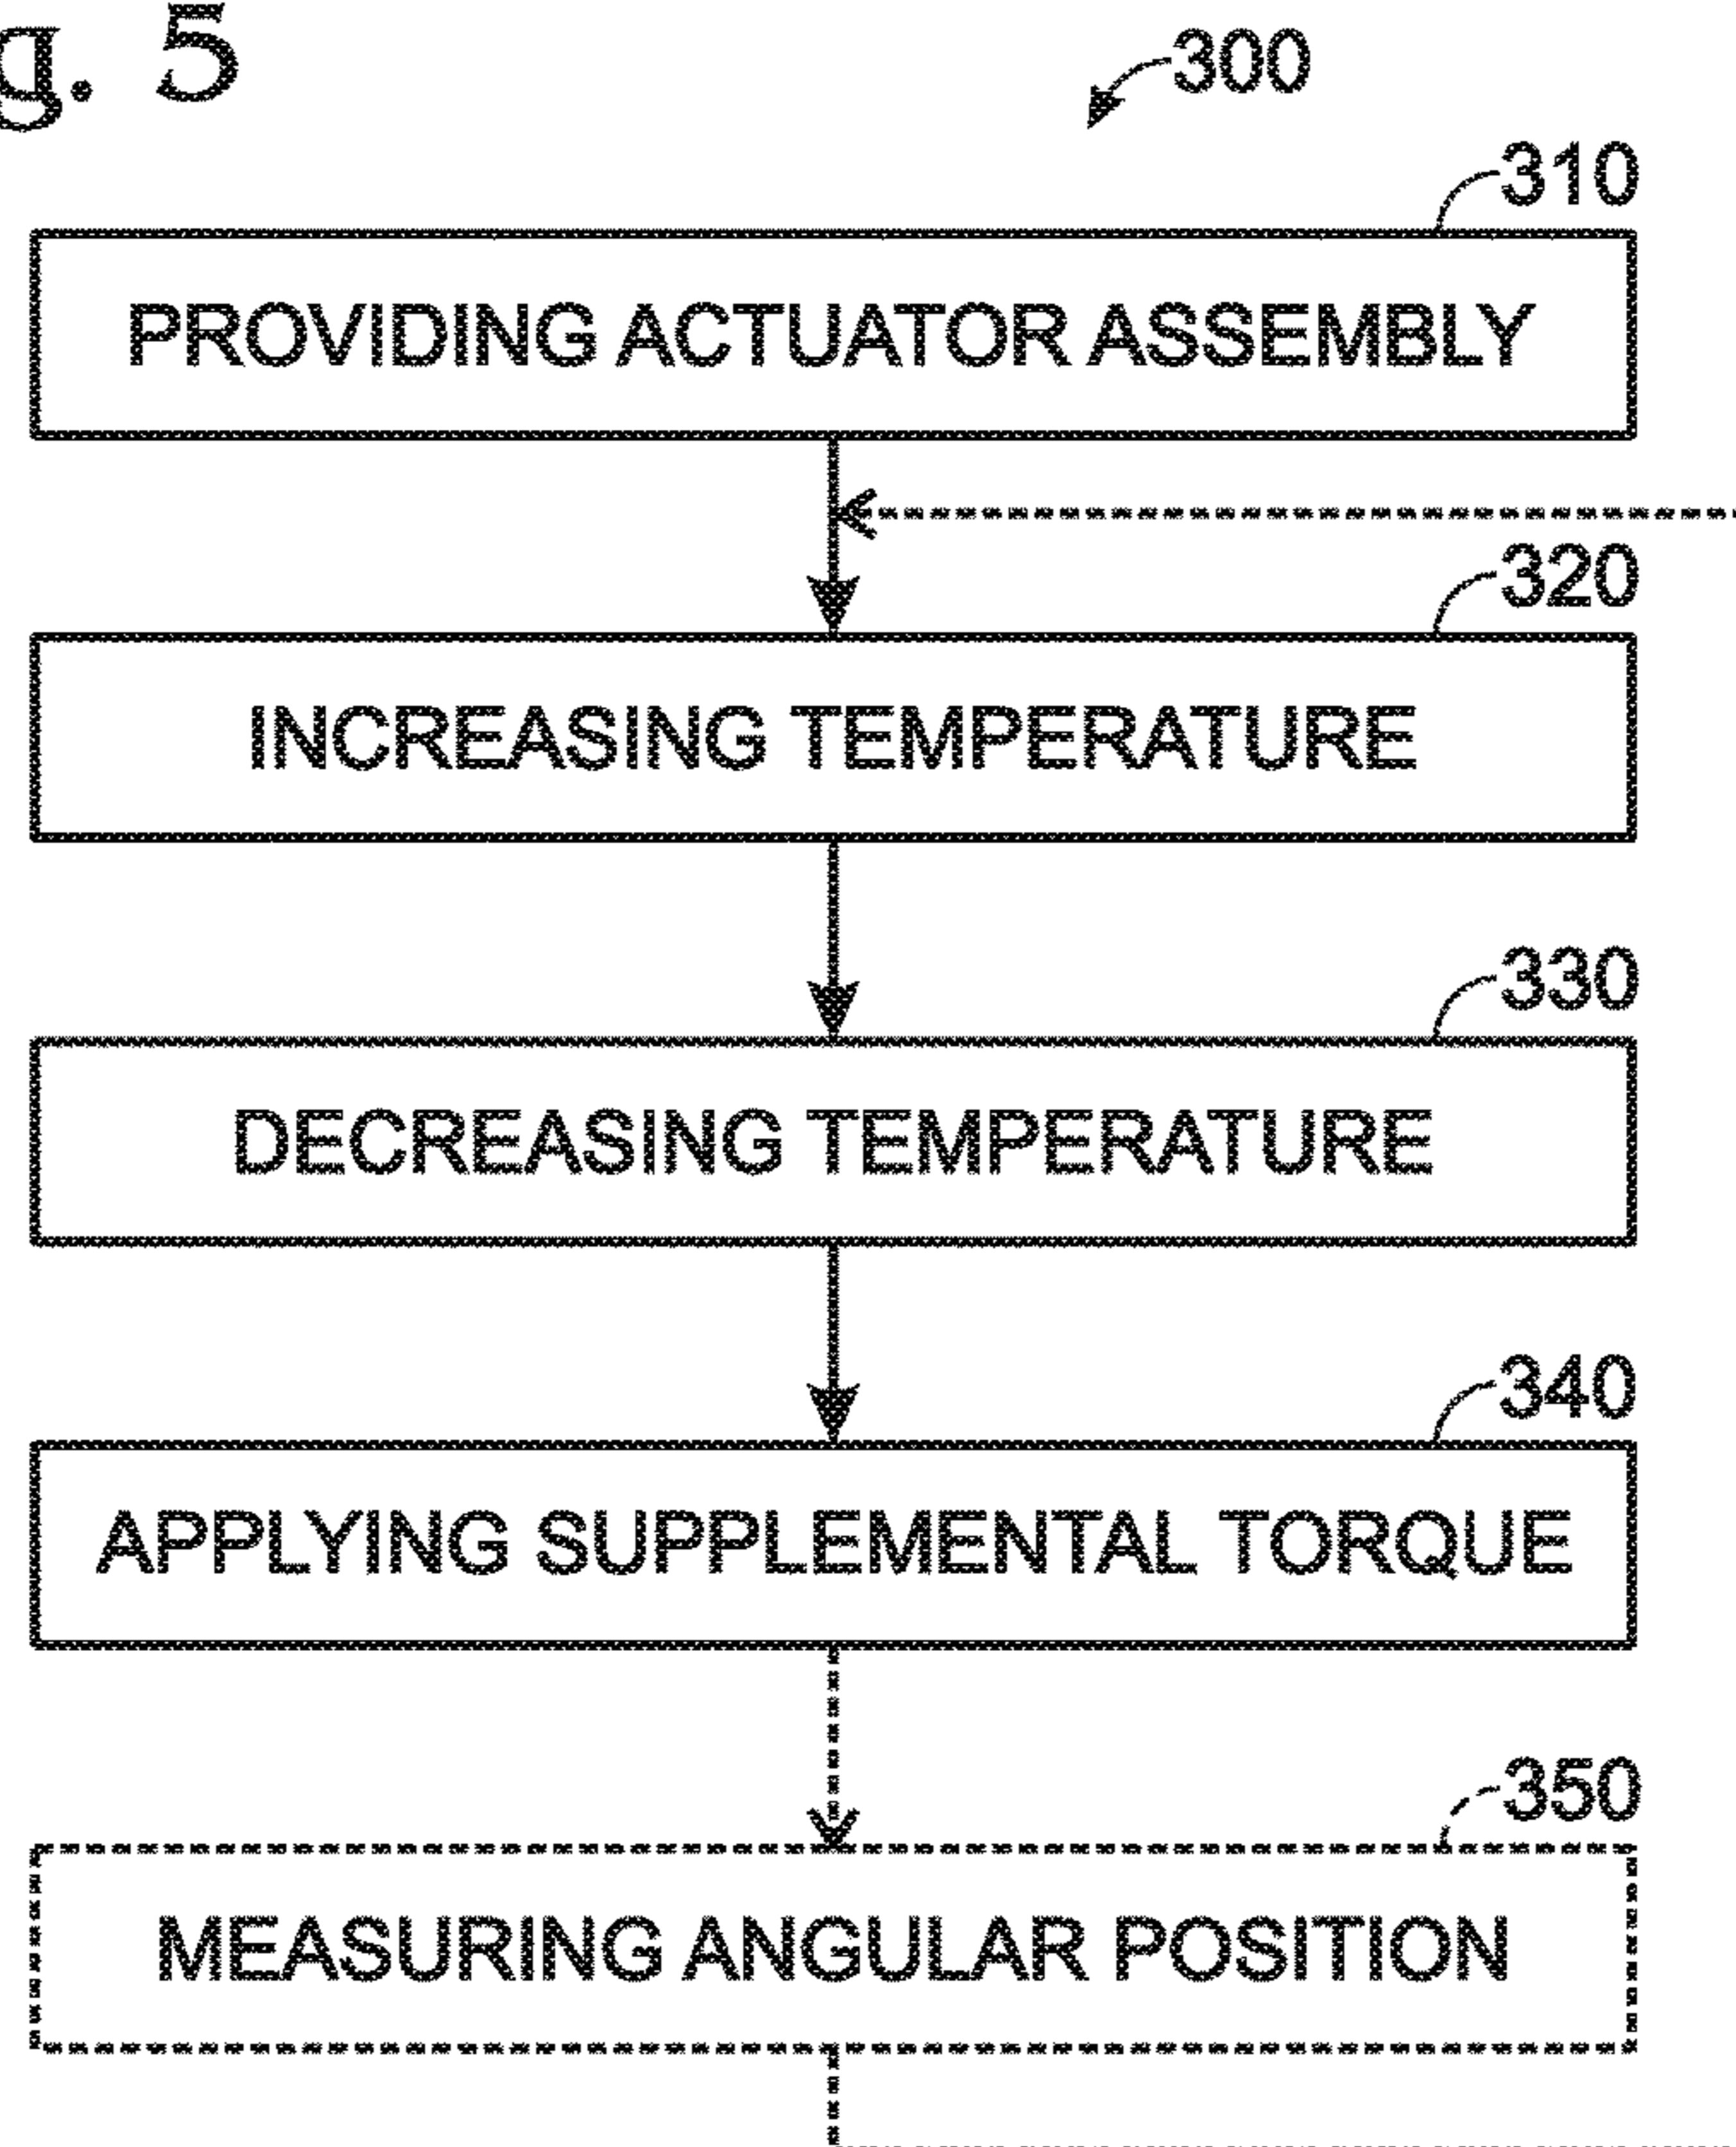 g. 5
300
310
PROVIDING ACTUATOR ASSEMBLY
320
INCREASING TEMPERATURE
330
DECREASING TEMPERATURE
340
APPLYING SUPPLEMENTAL TORQUE
350
MEASURING ANGULAR POSITION